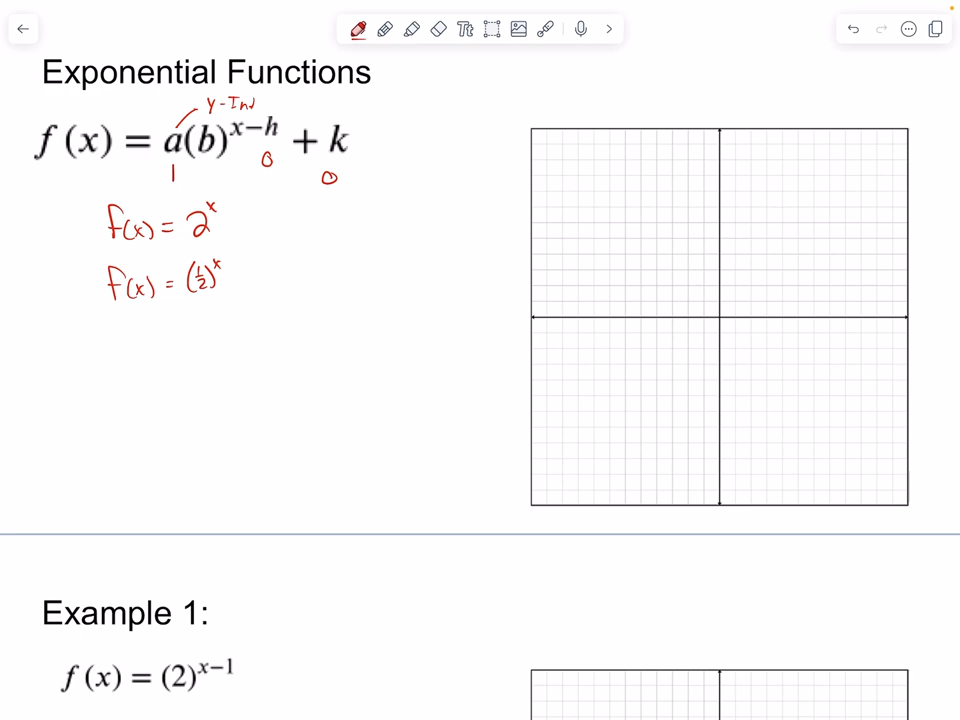 Exponential Functions
y-Int
f(x) = a(b)^{x-h} + k
1 0 0
f(x) = 2^x
f(x) = (1/2)^x
Example 1:
f(x) = (2)^{x-1}